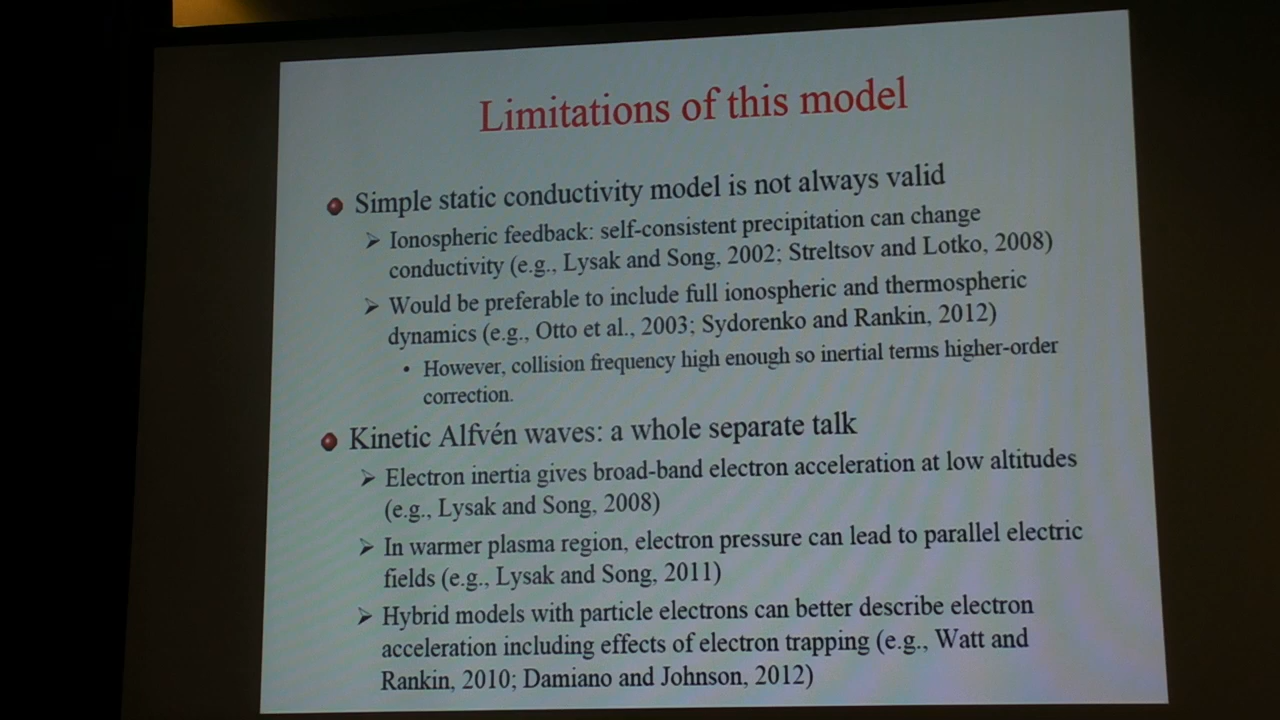 Limitations of this model
Simple static conductivity model is not always valid
Ionospheric feedback: self-consistent precipitation can change
conductivity (e.g., Lysak and Song, 2002; Streltsov and Lotko, 2008)
Would be preferable to include full ionospheric and thermospheric
dynamics (e.g., Otto et al., 2003; Sydorenko and Rankin, 2012)
However, collision frequency high enough so inertial terms higher-order
correction.
Kinetic Alfvén waves: a whole separate talk
Electron inertia gives broad-band electron acceleration at low altitudes
(e.g., Lysak and Song, 2008)
In warmer plasma region, electron pressure can lead to parallel electric
fields (e.g., Lysak and Song, 2011)
Hybrid models with particle electrons can better describe electron
acceleration including effects of electron trapping (e.g., Watt and
Rankin, 2010; Damiano and Johnson, 2012)